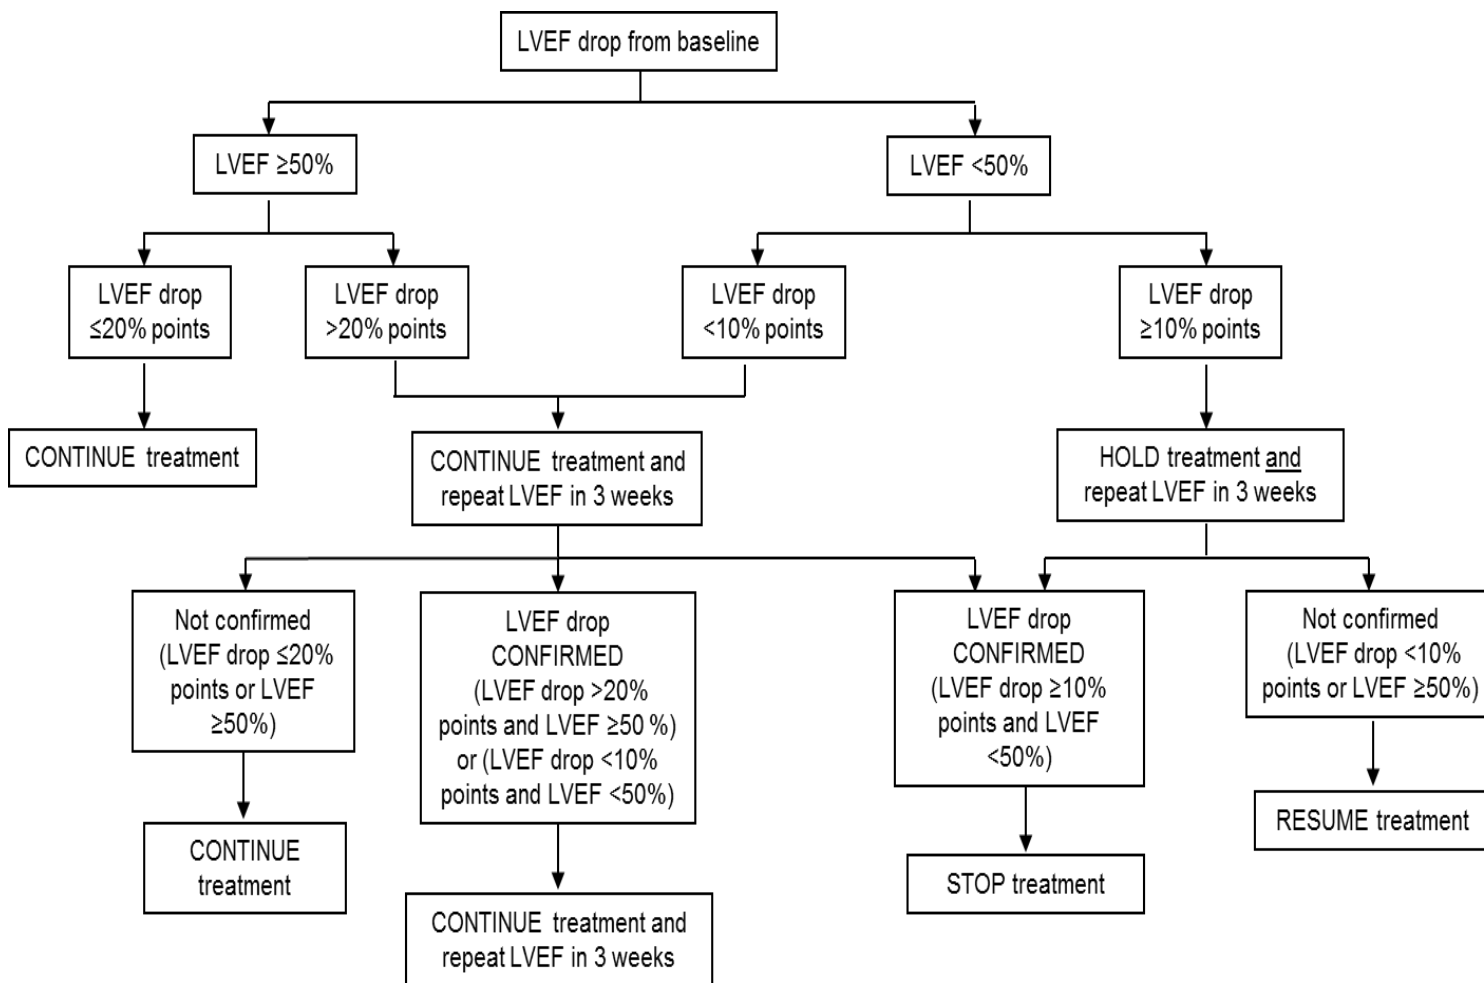 LVEF drop from baseline
LVEF ≥50%
LVEF <50%
LVEF drop
≤20% points
LVEF drop
>20% points
LVEF drop
<10% points
LVEF drop
≥10% points
CONTINUE treatment
CONTINUE treatment and
repeat LVEF in 3 weeks
HOLD treatment and
repeat LVEF in 3 weeks
Not confirmed
(LVEF drop ≤20%
points or LVEF
≥50%)
LVEF drop
CONFIRMED
(LVEF drop >20%
points and LVEF ≥50 %)
or (LVEF drop <10%
points and LVEF <50%)
LVEF drop
CONFIRMED
(LVEF drop ≥10%
points and LVEF
<50%)
Not confirmed
(LVEF drop <10%
points or LVEF ≥50%)
CONTINUE
treatment
CONTINUE treatment and
repeat LVEF in 3 weeks
STOP treatment
RESUME treatment